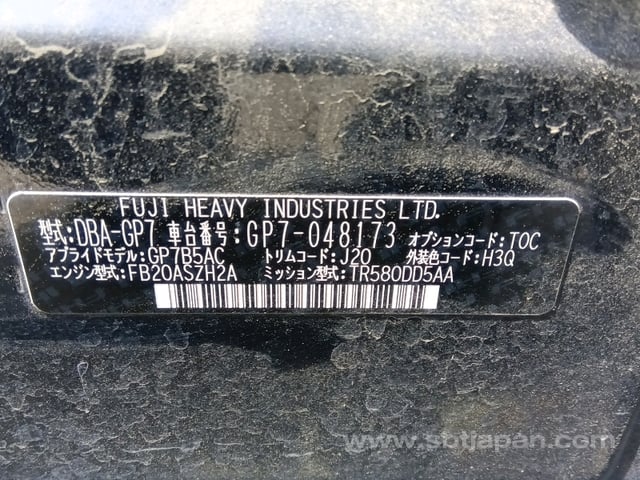 FUJI HEAVY INDUSTRIES LTD.
型式:DBA-GP7 車台番号:GP7-048173 オプションコード:TOC
アプライドモデル:GP7B5AC トリムコード:J20 外装色コード:H3Q
エンジン型式:FB20ASZH2A ミッション型式:TR580DD5AA
www.sbtjapan.com